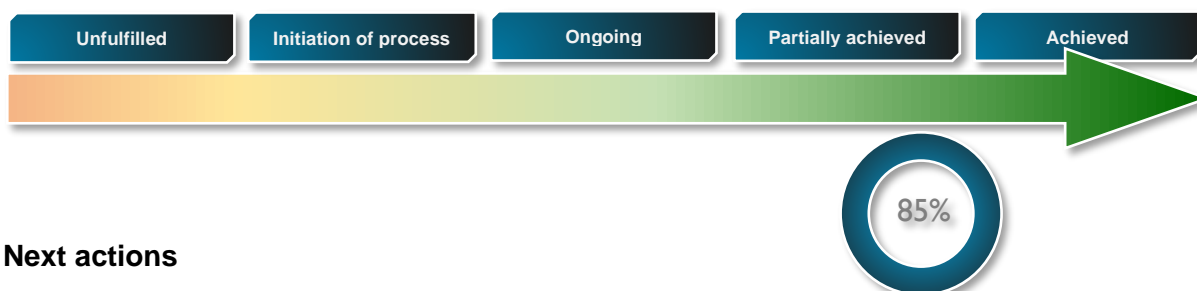 Unfulfilled
Initiation of process
Ongoing
Partially achieved
Achieved
85%
Next actions